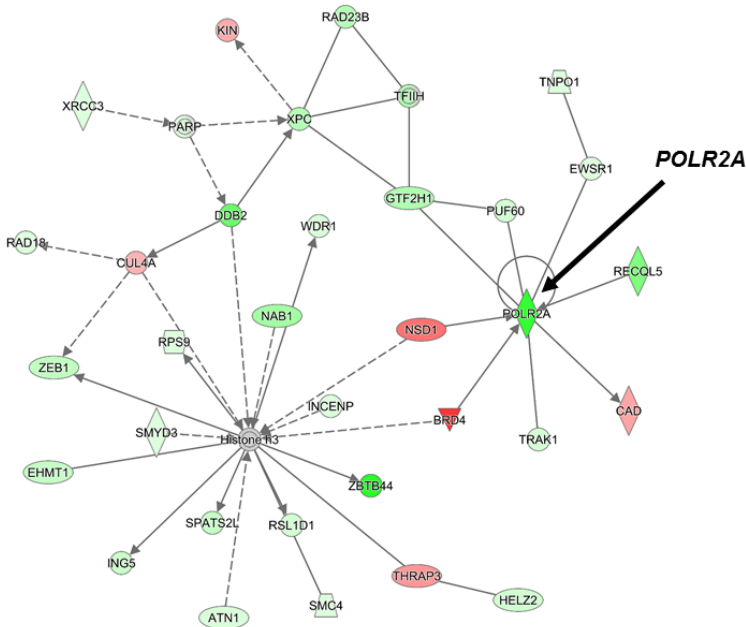 RAD23B
KIN
TNPO1
XRCC3
TFIIH
PARP
XPC
POLR2A
EWSR1
GTF2H1
PUF60
DDB2
WDR1
RAD18
CUL4A
RECQL5
NAB1
POLR2A
NSD1
RPS9
ZEB1
INCENP
CAD
BRD4
SMYD3
Histone h3
TRAK1
EHMT1
ZBTB44
SPATS2L
RSL1D1
ING5
THRAP3
HELZ2
SMC4
ATN1